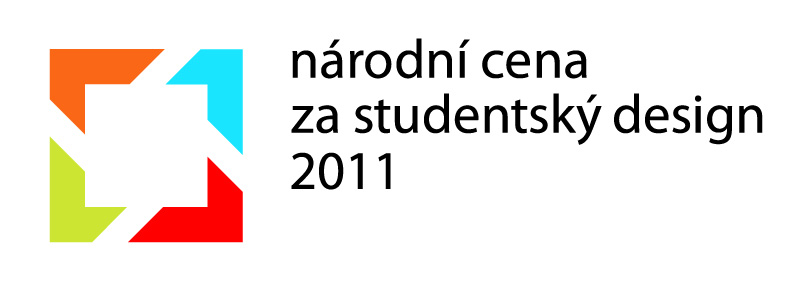 národní cena
za studentský design
2011